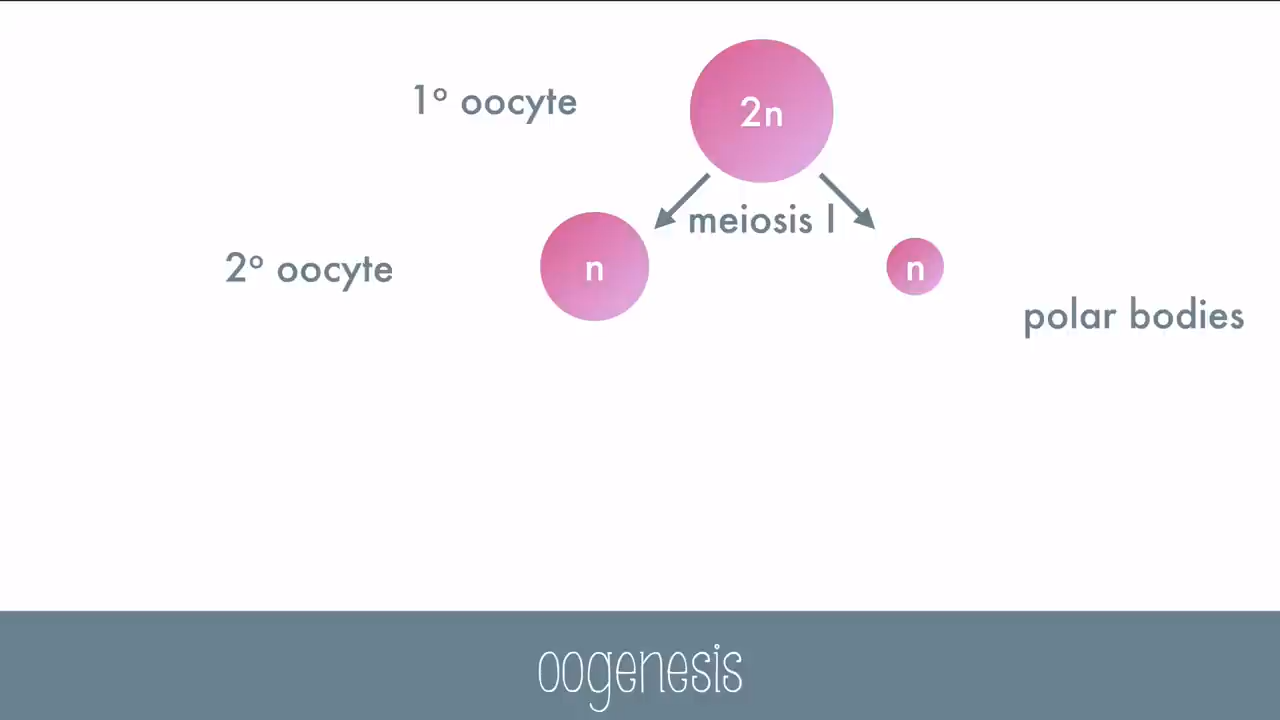 1° oocyte
2n
meiosis I
2° oocyte
n
n
polar bodies
oogenesis